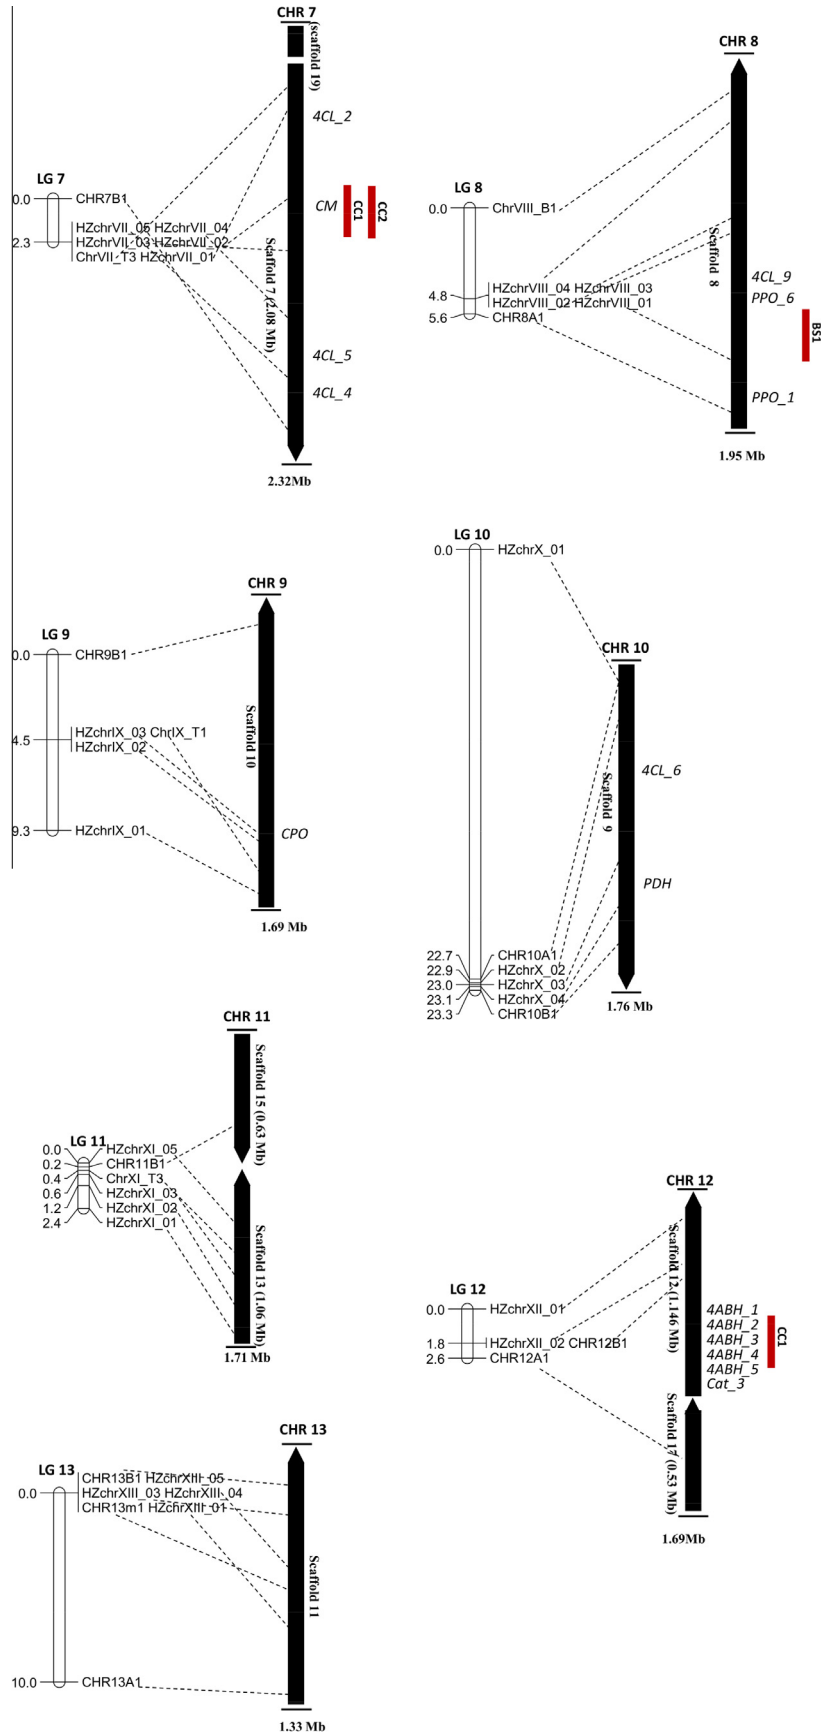 CHR 7
(scaffold 19)
4CL_2
LG 7
0.0 CHR7B1
HZchrVII_05 HZchrVII_04
2.3 HZchrVII_03 HZchrVII_02
ChrVII_T3 HZchrVII_01
CM
CC1
CC2
Scaffold 7 (2.08 Mb)
4CL_5
4CL_4
2.32Mb
CHR 8
LG 8
0.0 ChrVIII_B1
Scaffold 8
4.8 HZchrVIII_04 HZchrVIII_03
HZchrVIII_02 HZchrVIII_01
5.6 CHR8A1
4CL_9
PPO_6
BS1
PPO_1
1.95 Mb
CHR 9
LG 9
0.0 CHR9B1
HZchrIX_03 ChrIX_T1
4.5 HZchrIX_02
9.3 HZchrIX_01
Scaffold 10
CPO
1.69 Mb
LG 10
0.0 HZchrX_01
CHR 10
4CL_6
Scaffold 9
PDH
22.7 CHR10A1
22.9 HZchrX_02
23.0 HZchrX_03
23.1 HZchrX_04
23.3 CHR10B1
1.76 Mb
CHR 11
Scaffold 15 (0.63 Mb)
LG 11
0.0 HZchrXI_05
0.2 CHR11B1
0.4 ChrXI_T3
0.6 HZchrXI_03
1.2 HZchrXI_02
2.4 HZchrXI_01
Scaffold 13 (1.06 Mb)
1.71 Mb
CHR 12
LG 12
0.0 HZchrXII_01
1.8 HZchrXII_02 CHR12B1
2.6 CHR12A1
Scaffold 12 (1.146 Mb)
4ABH_1
4ABH_2
4ABH_3
4ABH_4
4ABH_5
Cat_3
CC1
Scaffold 17 (0.53 Mb)
1.69Mb
CHR 13
LG 13
CHR13B1 HZchrXIII_05
0.0 HZchrXIII_03 HZchrXIII_04
CHR13m1 HZchrXIII_01
Scaffold 11
10.0 CHR13A1
1.33 Mb